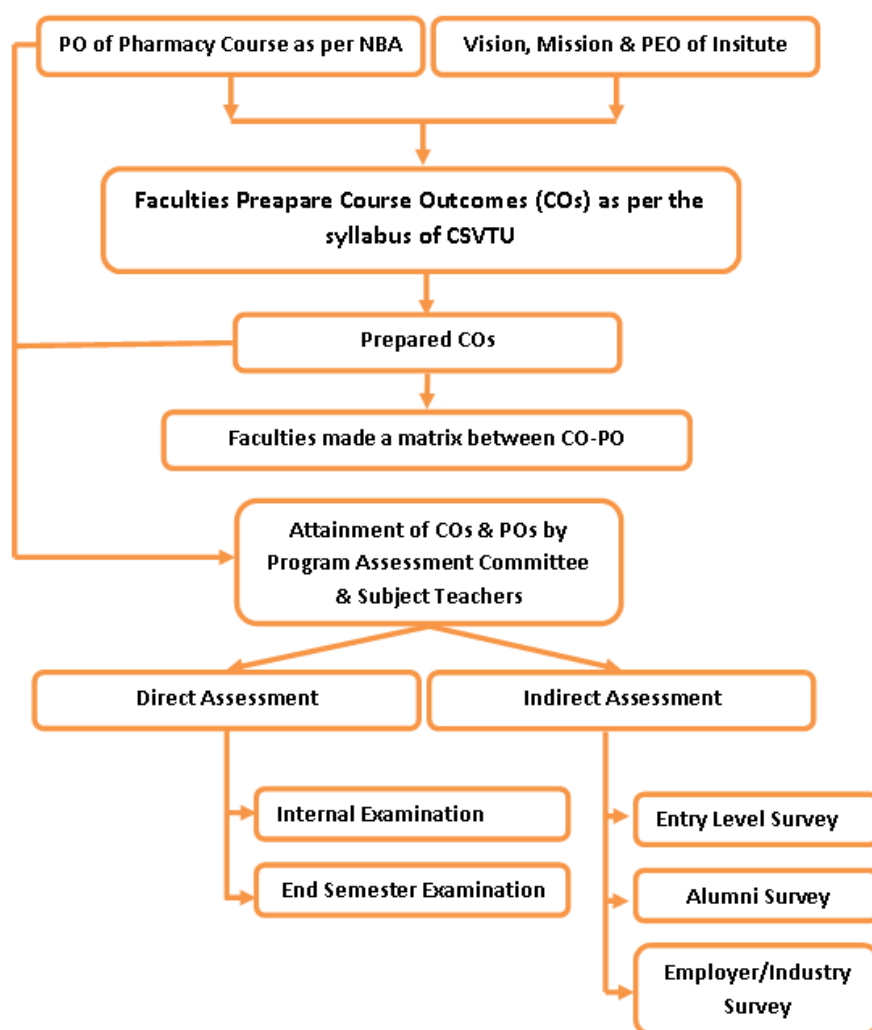 PO of Pharmacy Course as per NBA
Vision, Mission & PEO of Insitute
Faculties Preapare Course Outcomes (COs) as per the
syllabus of CSVTU
Prepared COs
Faculties made a matrix between CO-PO
Attainment of COs & POs by
Program Assessment Committee
& Subject Teachers
Direct Assessment
Indirect Assessment
Internal Examination
End Semester Examination
Entry Level Survey
Alumni Survey
Employer/Industry
Survey